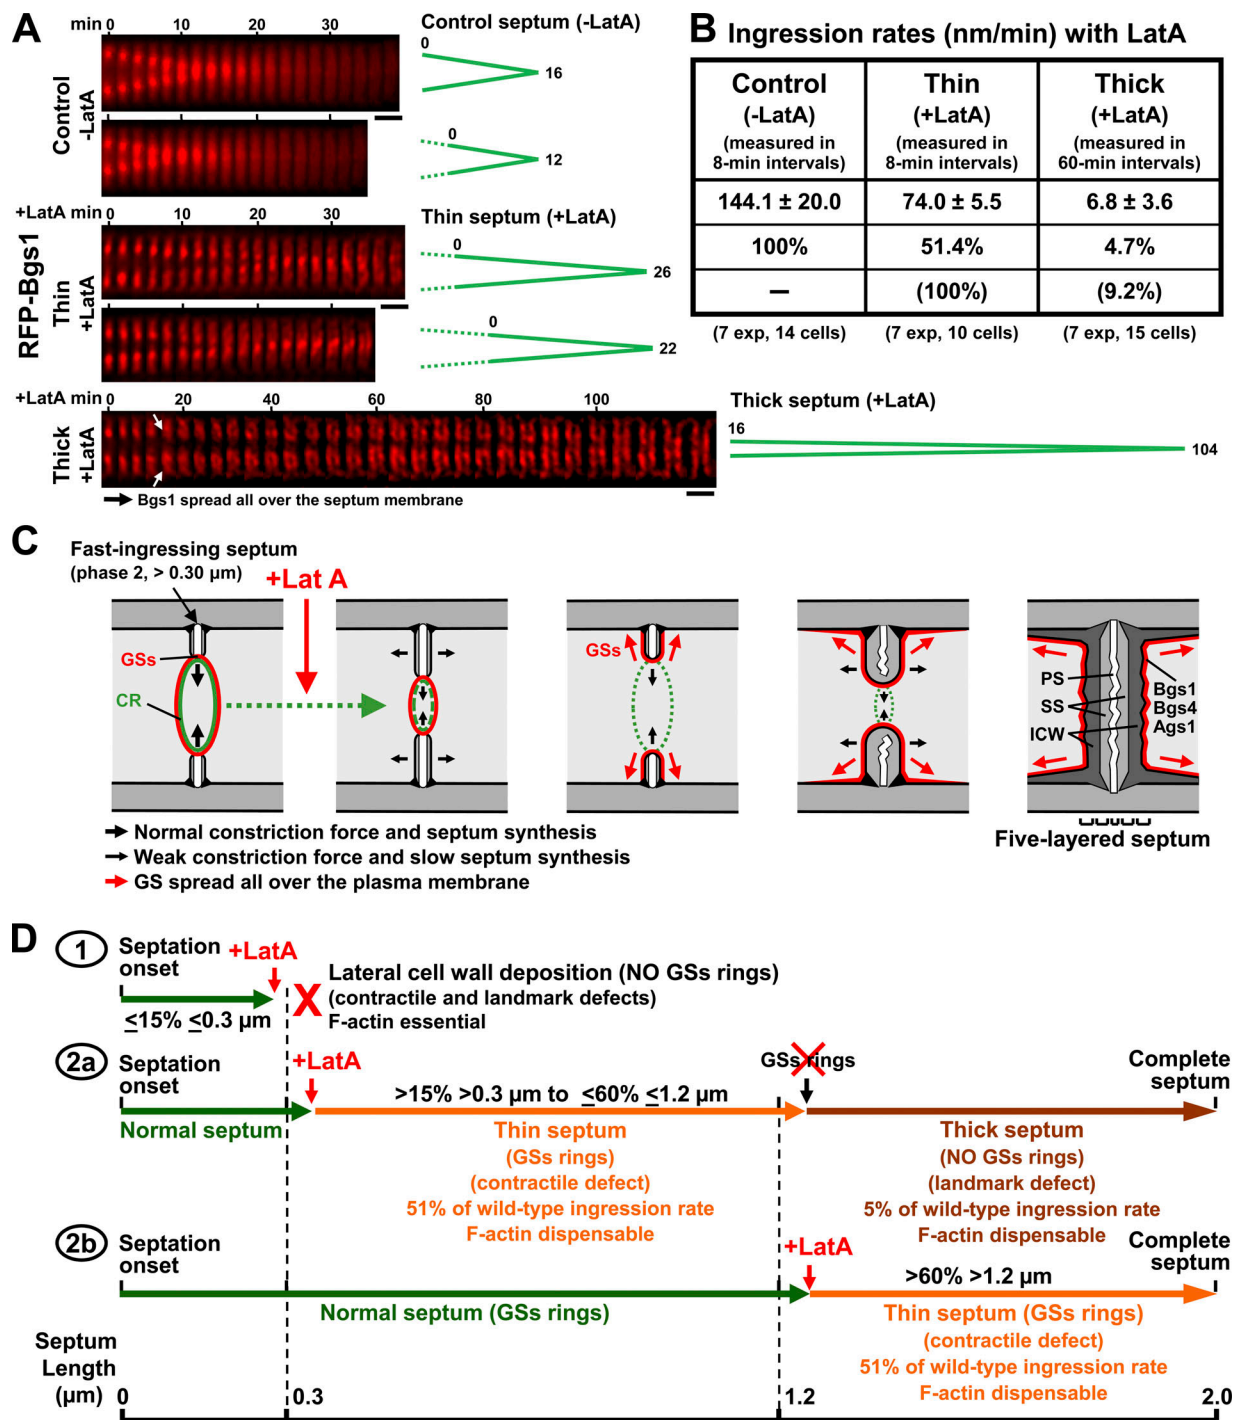 A
min 0 10 20 30
Control
-LatA
Control septum (-LatA)
0
16
0
12
RFP-Bgs1
+LatA min 0 10 20 30
Thin
+LatA
Thin septum (+LatA)
0
26
0
22
+LatA min 0 20 40 60 80 100
Thick
+LatA
Thick septum (+LatA)
16
104
Bgs1 spread all over the septum membrane
B Ingression rates (nm/min) with LatA
Control Thin Thick
(-LatA) (+LatA) (+LatA)
(measured in (measured in (measured in
8-min intervals) 8-min intervals) 60-min intervals)
144.1 ± 20.0 74.0 ± 5.5 6.8 ± 3.6
100% 51.4% 4.7%
— (100%) (9.2%)
(7 exp, 14 cells) (7 exp, 10 cells) (7 exp, 15 cells)
C
Fast-ingressing septum
(phase 2, > 0.30 µm)
+Lat A
GSs
CR
GSs
PS
SS
ICW
Bgs1
Bgs4
Ags1
Five-layered septum
Normal constriction force and septum synthesis
Weak constriction force and slow septum synthesis
GS spread all over the plasma membrane
D
1
Septation
onset
+LatA
≤15% ≤0.3 µm
X
Lateral cell wall deposition (NO GSs rings)
(contractile and landmark defects)
F-actin essential
2a
Septation
onset
+LatA
>15% >0.3 µm to ≤60% ≤1.2 µm
GSs rings
Complete
septum
Normal septum
Thin septum
(GSs rings)
(contractile defect)
51% of wild-type ingression rate
F-actin dispensable
Thick septum
(NO GSs rings)
(landmark defect)
5% of wild-type ingression rate
F-actin dispensable
2b
Septation
onset
+LatA
>60% >1.2 µm
Complete
septum
Normal septum (GSs rings)
Thin septum (GSs rings)
(contractile defect)
51% of wild-type ingression rate
F-actin dispensable
Septum
Length
(µm)
0 0.3 1.2 2.0